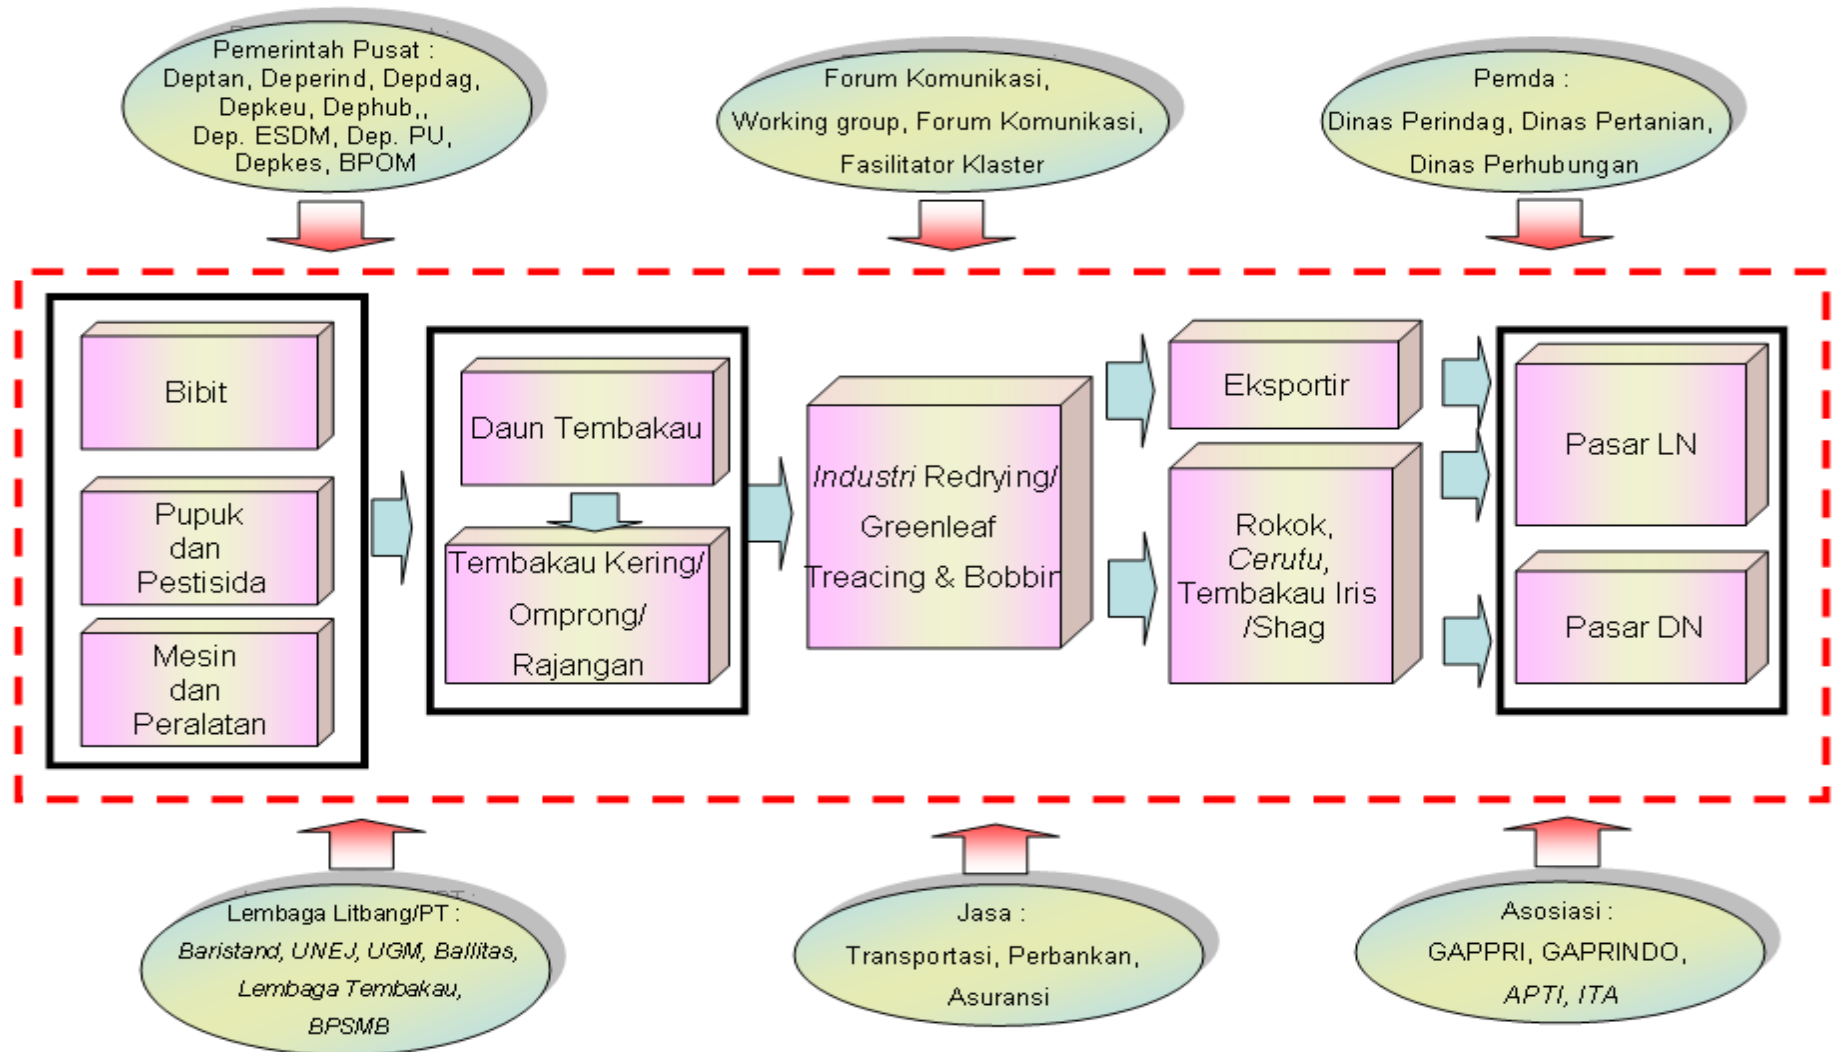 Pemerintah Pusat :
Deptan, Deperind, Depdag,
Depkeu, Dephub,,
Dep. ESDM, Dep. PU,
Depkes, BPOM
Forum Komunikasi,
Working group, Forum Komunikasi,
Fasilitator Klaster
Pemda :
Dinas Perindag, Dinas Pertanian,
Dinas Perhubungan
Bibit
Pupuk
dan
Pestisida
Mesin
dan
Peralatan
Daun Tembakau
Tembakau Kering/
Omprong/
Rajangan
Industri Redrying/
Greenleaf
Treacing & Bobbin
Eksportir
Rokok,
Cerutu,
Tembakau Iris
/Shag
Pasar LN
Pasar DN
Lembaga Litbang/PT :
Baristand, UNEJ, UGM, Ballitas,
Lembaga Tembakau,
BPSMB
Jasa :
Transportasi, Perbankan,
Asuransi
Asosiasi :
GAPPRI, GAPRINDO,
APTI, ITA